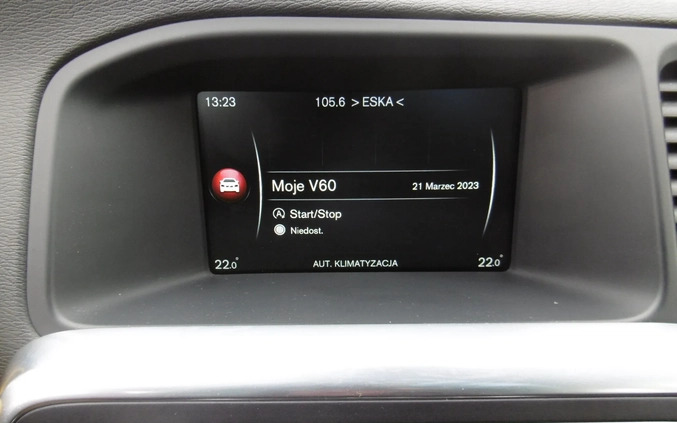 13:23 105.6 >ESKA<
Moje V60 21 Marzec 2023
Start/Stop
Niedost.
22.0° AUT. KLIMATYZACJA 22.0°